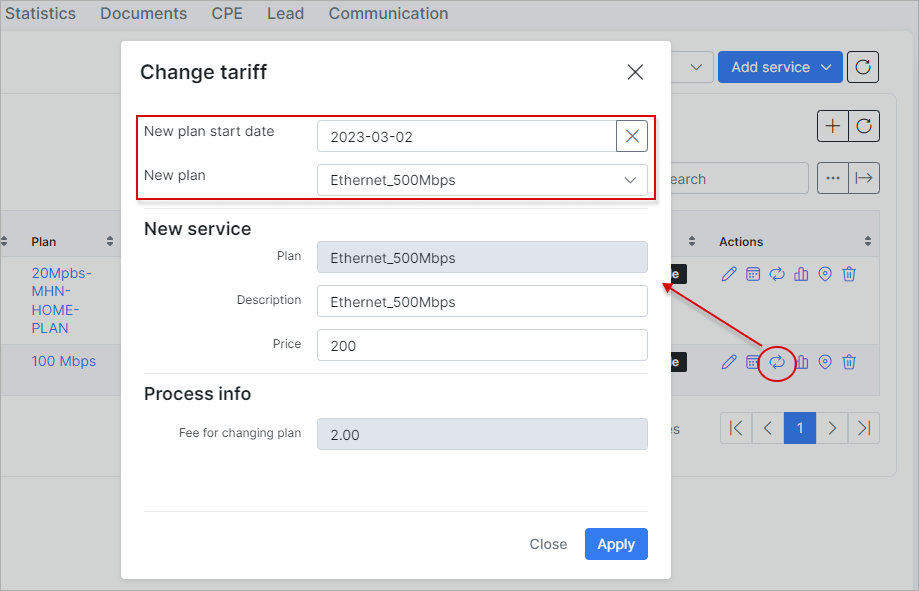 Statistics Documents CPE Lead Communication
Change tariff
Add service
New plan start date
2023-03-02
New plan
Ethernet_500Mbps
earch
New service
Plan
Actions
Plan
Ethernet_500Mbps
20Mpbs-
MHN-
HOME-
PLAN
e
Description
Ethernet_500Mbps
Price
200
100 Mbps
e
Process info
Fee for changing plan
2.00
es
1
Close
Apply